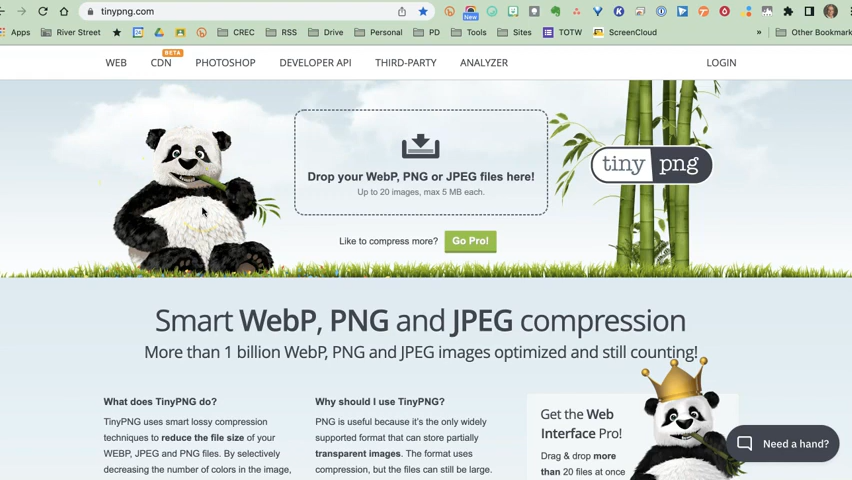 tinypng.com
New
Apps
River Street
CREC
RSS
Drive
Personal
PD
Tools
Sites
TOTW
ScreenCloud
»
Other Bookmark
BETA
WEB
CDN
PHOTOSHOP
DEVELOPER API
THIRD-PARTY
ANALYZER
LOGIN
Drop your WebP, PNG or JPEG files here!
Up to 20 images, max 5 MB each.
tiny png
Like to compress more? Go Pro!
Smart WebP, PNG and JPEG compression
More than 1 billion WebP, PNG and JPEG images optimized and still counting!
What does TinyPNG do?
TinyPNG uses smart lossy compression
techniques to reduce the file size of your
WEBP, JPEG and PNG files. By selectively
decreasing the number of colors in the image,
Why should I use TinyPNG?
PNG is useful because it's the only widely
supported format that can store partially
transparent images. The format uses
compression, but the files can still be large.
Get the Web
Interface Pro!
Drag & drop more
than 20 files at once
Need a hand?